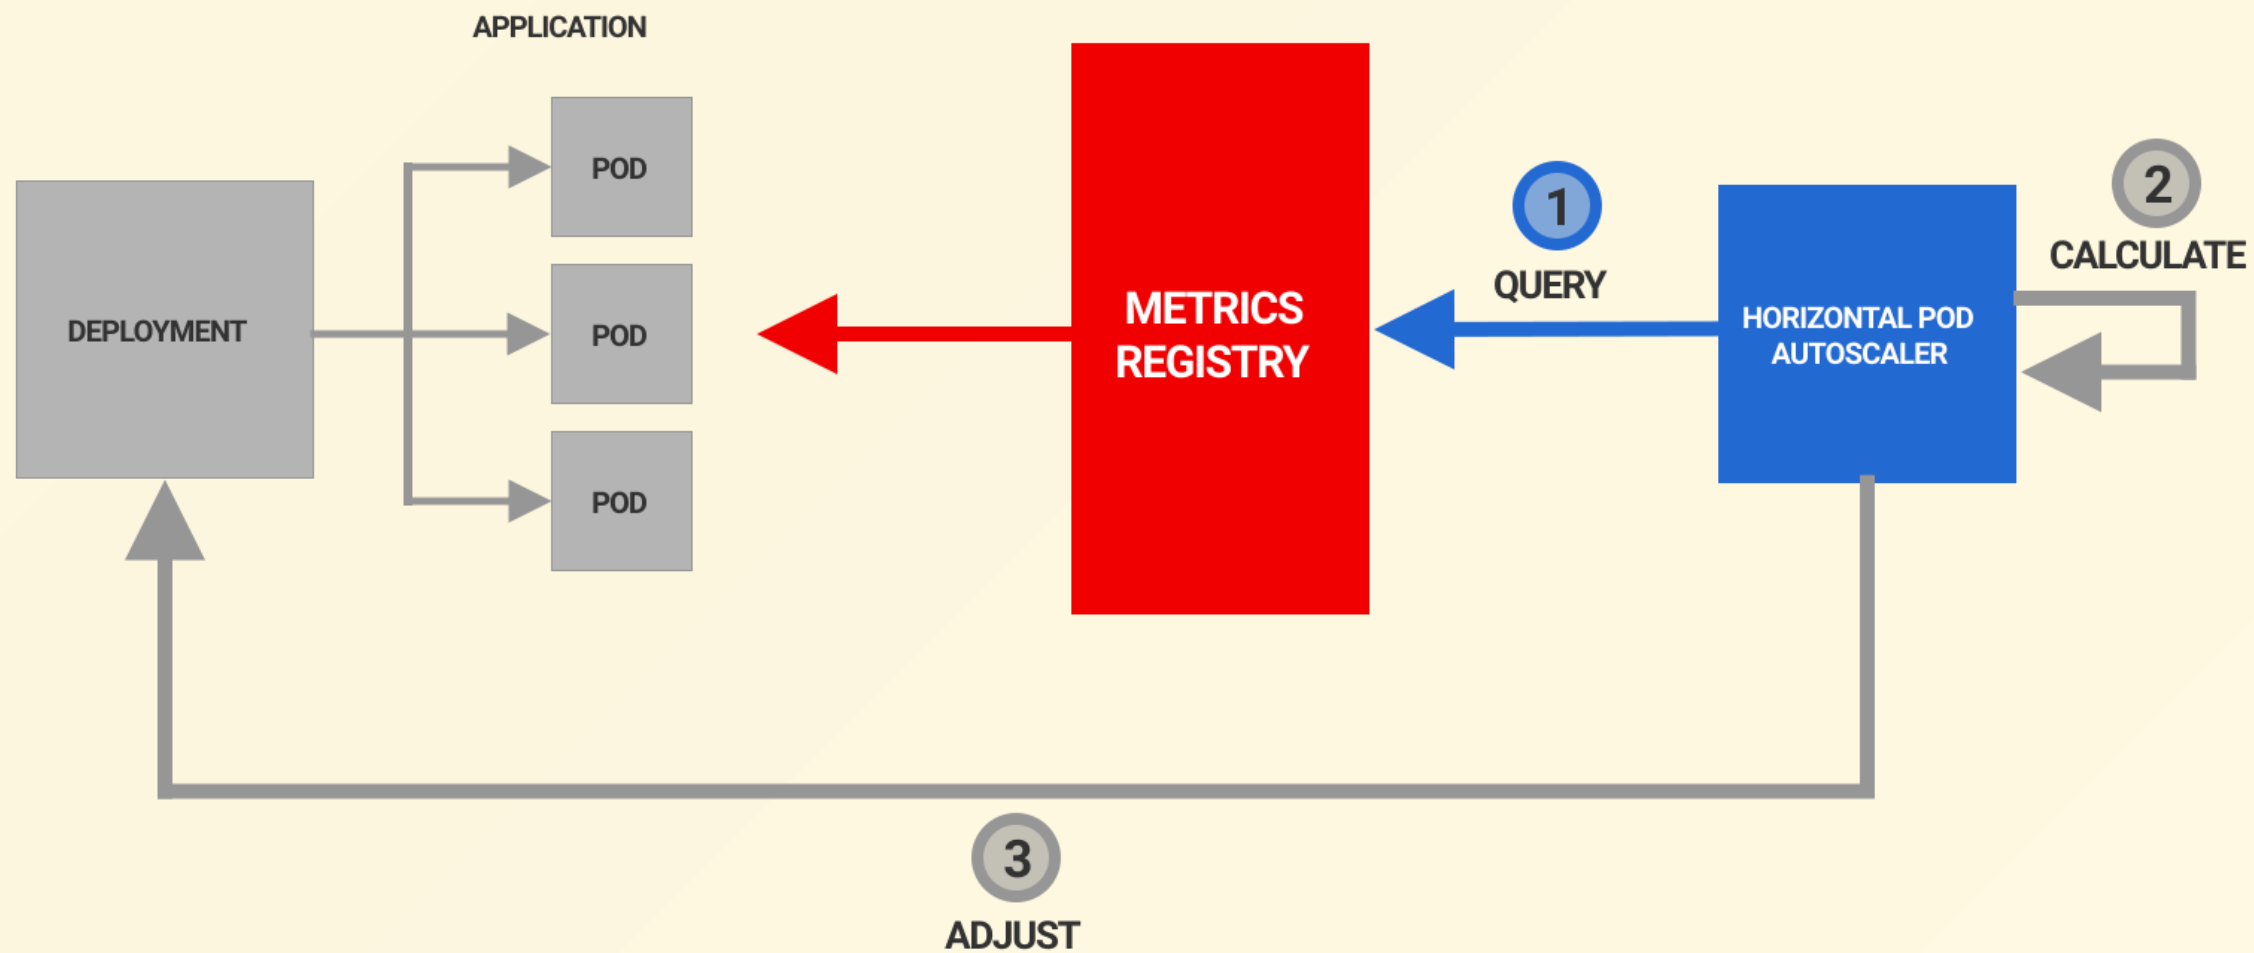 APPLICATION
DEPLOYMENT
POD
POD
POD
METRICS
REGISTRY
1
QUERY
HORIZONTAL POD
AUTOSCALER
2
CALCULATE
3
ADJUST